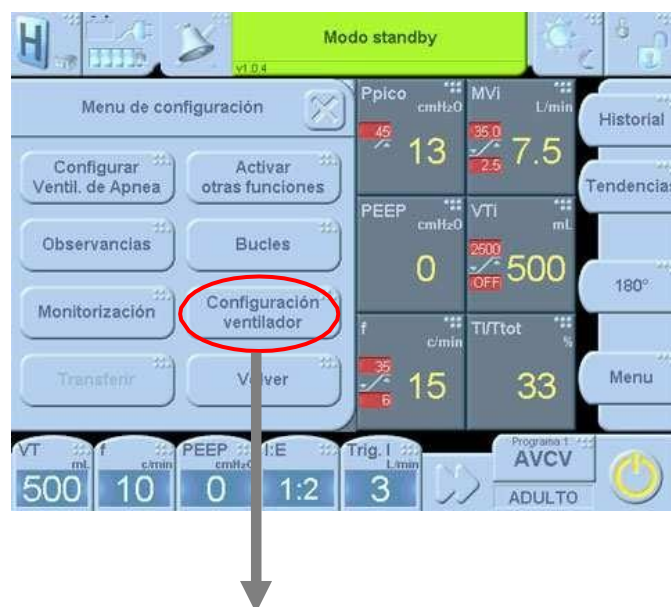 H
Modo standby
v1.0.4
Menu de configuración
Configurar
Ventil. de Apnea
Activar
otras funciones
Observancias
Bucles
Monitorización
Configuración
ventilador
Transferir
Volver
Ppico
cmH2O
45
13
MVi
L/min
35.0
2.5
7.5
PEEP
cmH2O
0
VTi
mL
2500
OFF
500
f
c/min
35
6
15
TI/Ttot
%
33
Historial
Tendencias
180°
Menu
VT
mL
500
f
c/min
10
PEEP
cmH2O
0
I:E
1:2
Trig. I
L/min
3
Programa 1
AVCV
ADULTO